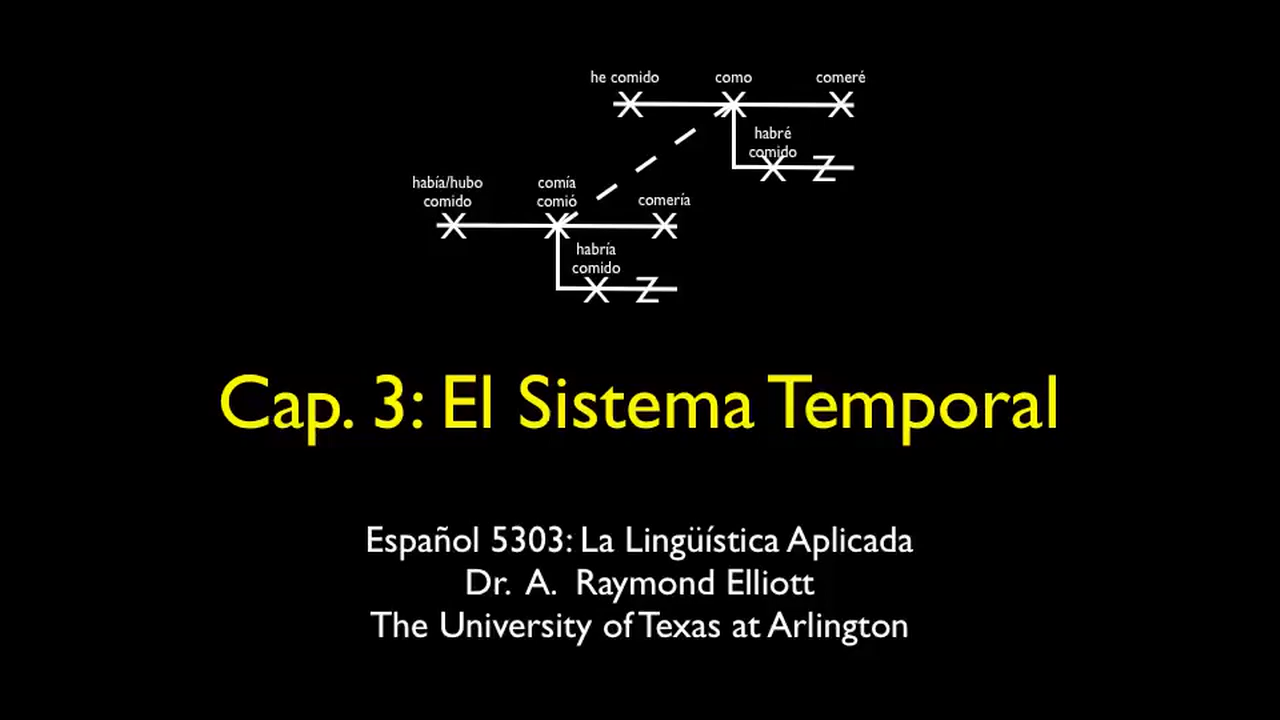 he comido como comeré
X X X
habré
comido
X Z
había/hubo comía
comido comió comería
X X X
habría
comido
X Z
Cap. 3: El Sistema Temporal
Español 5303: La Lingüística Aplicada
Dr. A. Raymond Elliott
The University of Texas at Arlington